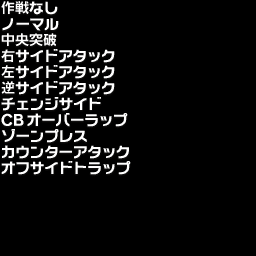 作戦なし
ノーマル
中央突破
右サイドアタック
左サイドアタック
逆サイドアタック
チェンジサイド
CBオーバーラップ
ゾーンプレス
カウンターアタック
オフサイドトラップ